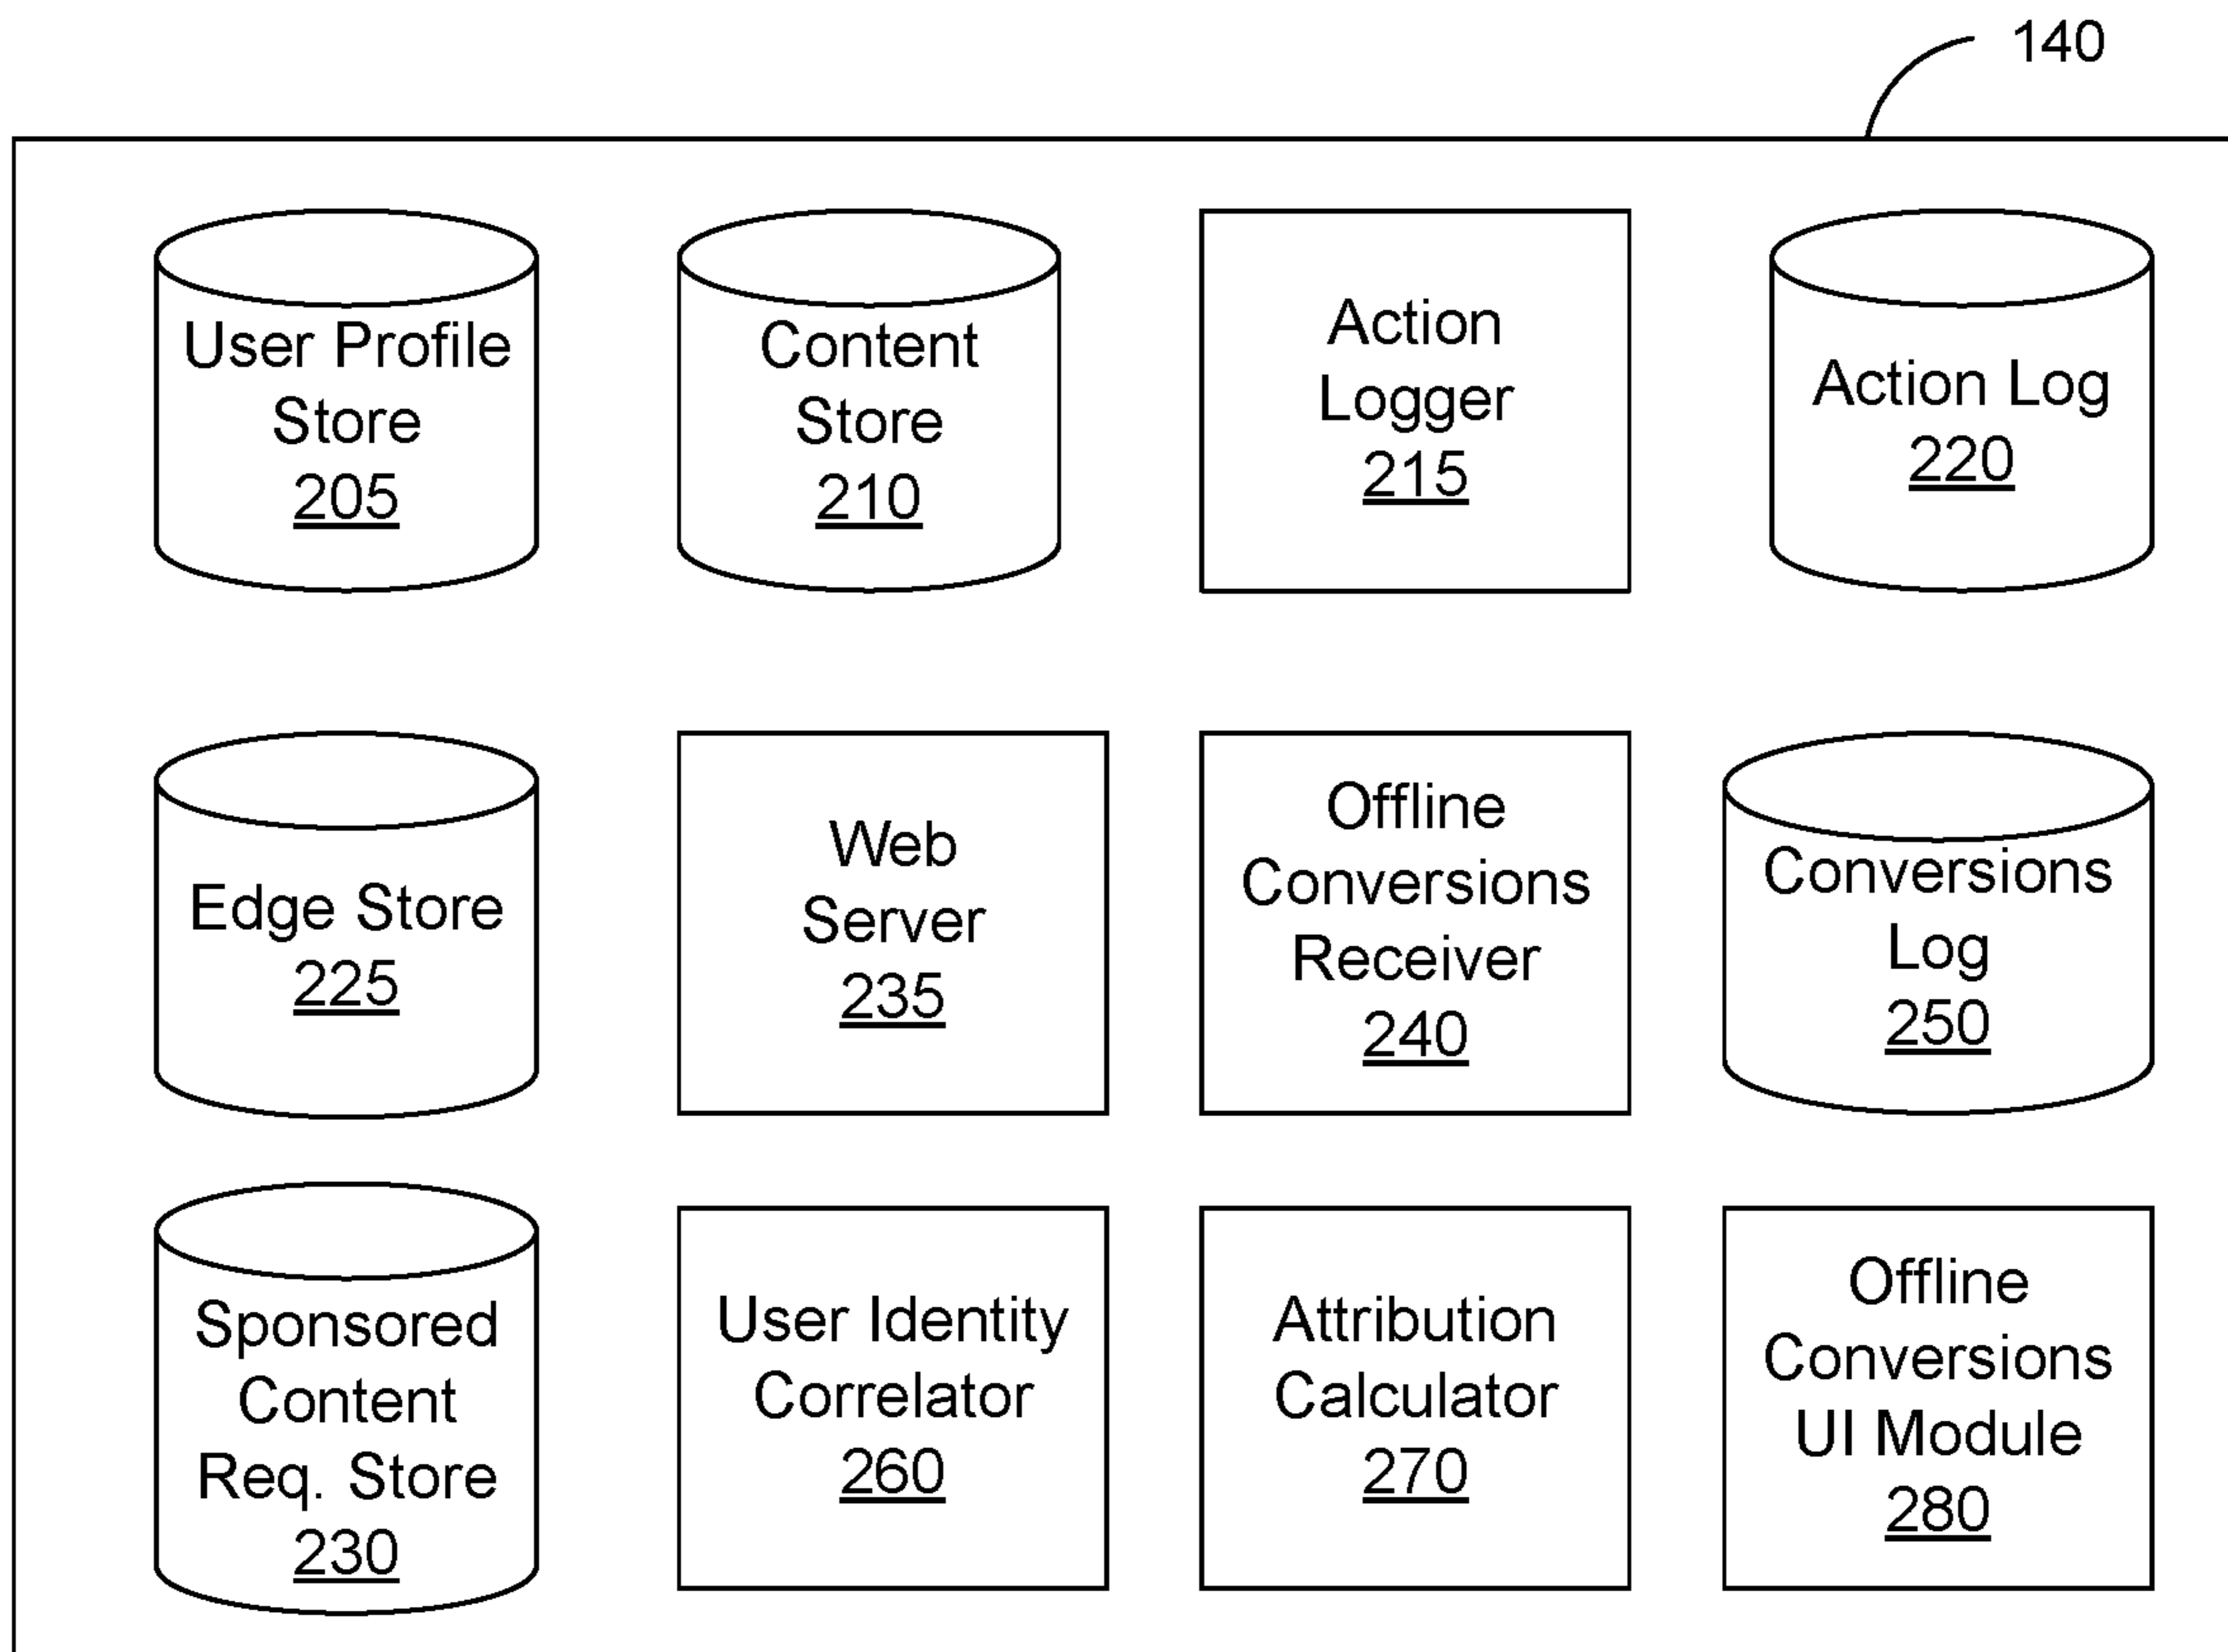 140
User Profile
Store
205
Content
Store
210
Action
Logger
215
Action Log
220
Edge Store
225
Web
Server
235
Offline
Conversions
Receiver
240
Conversions
Log
250
Sponsored
Content
Req. Store
230
User Identity
Correlator
260
Attribution
Calculator
270
Offline
Conversions
UI Module
280